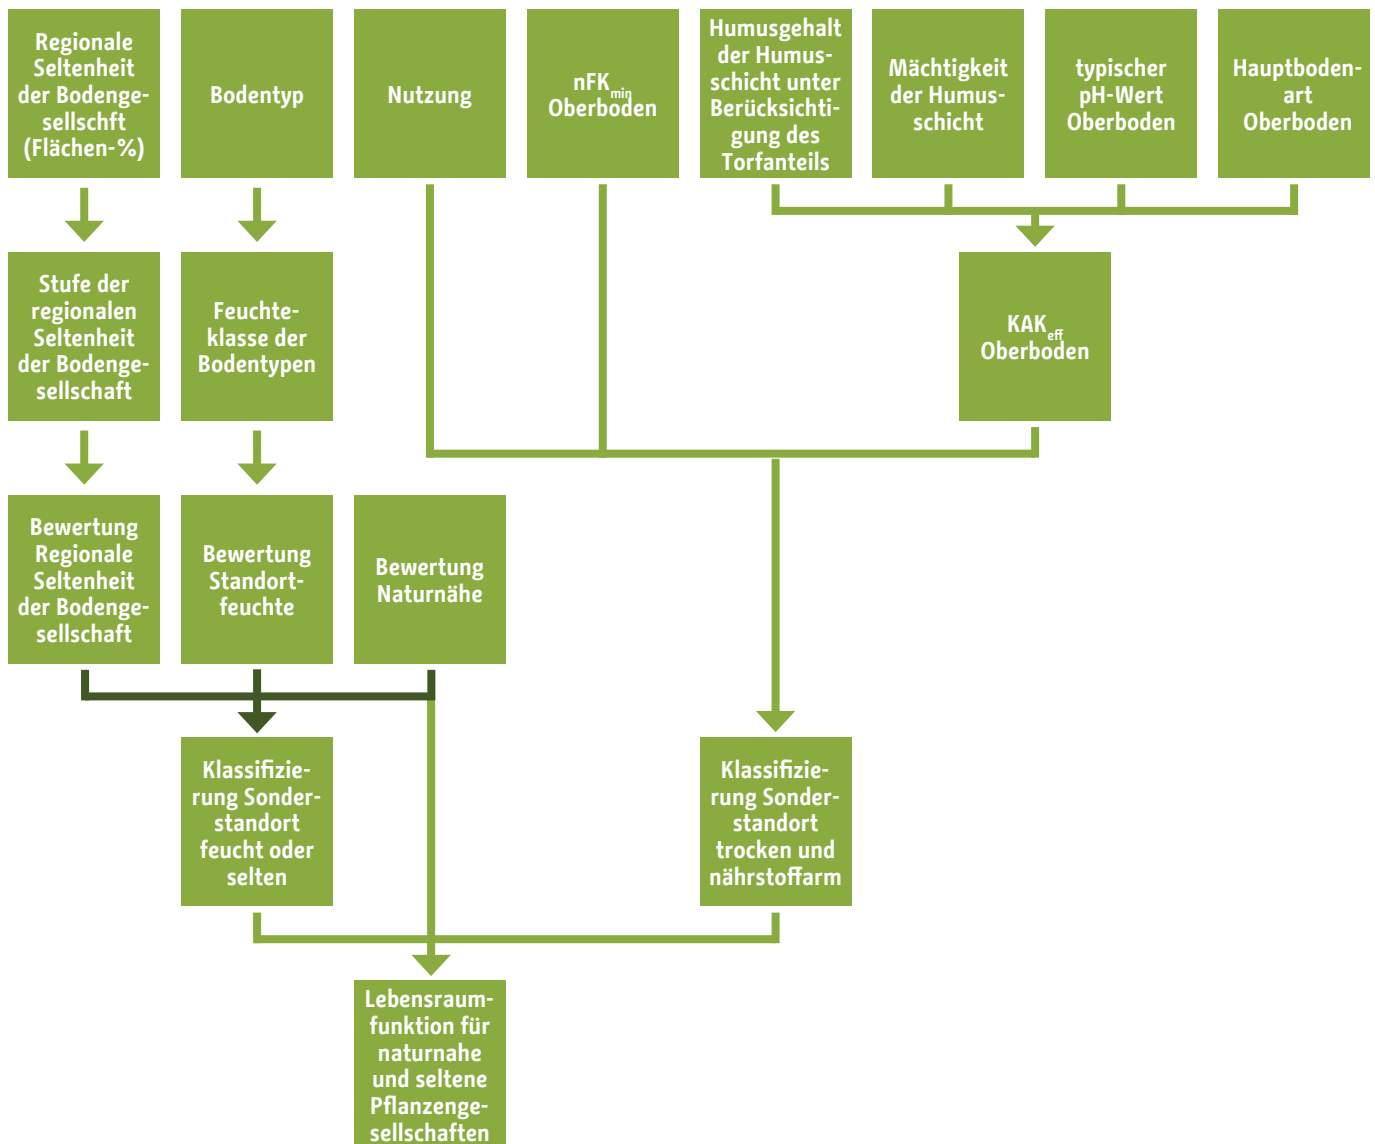 Regionale
Seltenheit
der Bodenge-
sellschft
(Flächen-%)
Bodentyp
Nutzung
nFKmin
Oberboden
Humusgehalt
der Humus-
schicht unter
Berücksichti-
gung des
Torfanteils
Mächtigkeit
der Humus-
schicht
typischer
pH-Wert
Oberboden
Hauptboden-
art
Oberboden
Stufe der
regionalen
Seltenheit
der Bodenge-
sellschaft
Feuchte-
klasse der
Bodentypen
KAKeff
Oberboden
Bewertung
Regionale
Seltenheit
der Bodenge-
sellschaft
Bewertung
Standort-
feuchte
Bewertung
Naturnähe
Klassifizie-
rung Sonder-
standort
feucht oder
selten
Klassifizie-
rung Sonder-
standort
trocken und
nährstoffarm
Lebensraum-
funktion für
naturnahe
und seltene
Pflanzenge-
sellschaften